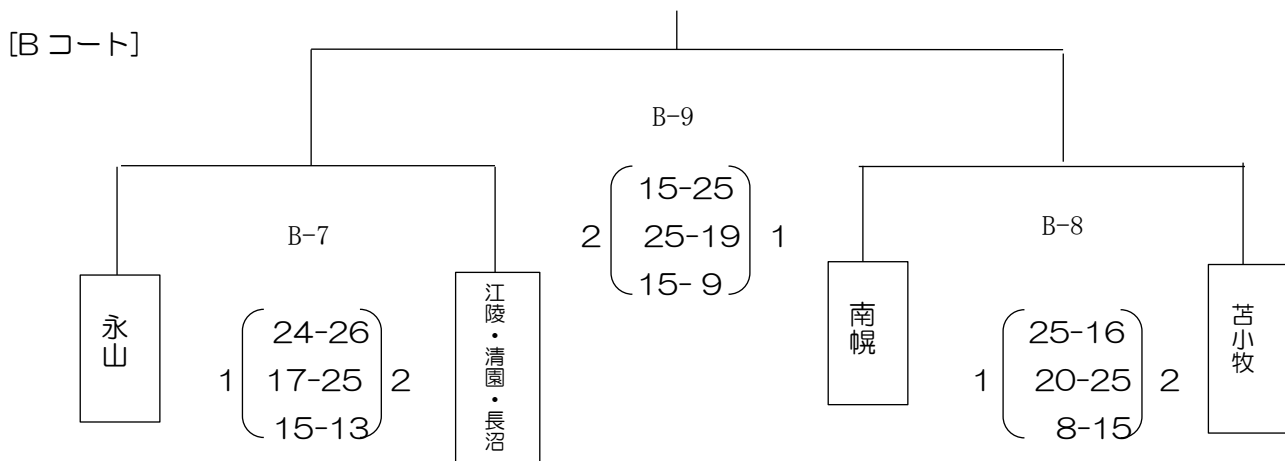 [B コート]
B-9
15-25
2 25-19 1
15- 9
B-7
永山
24-26
1 17-25 2
15-13
江陵・清園・長沼
B-8
南幌
25-16
1 20-25 2
8-15
苫小牧